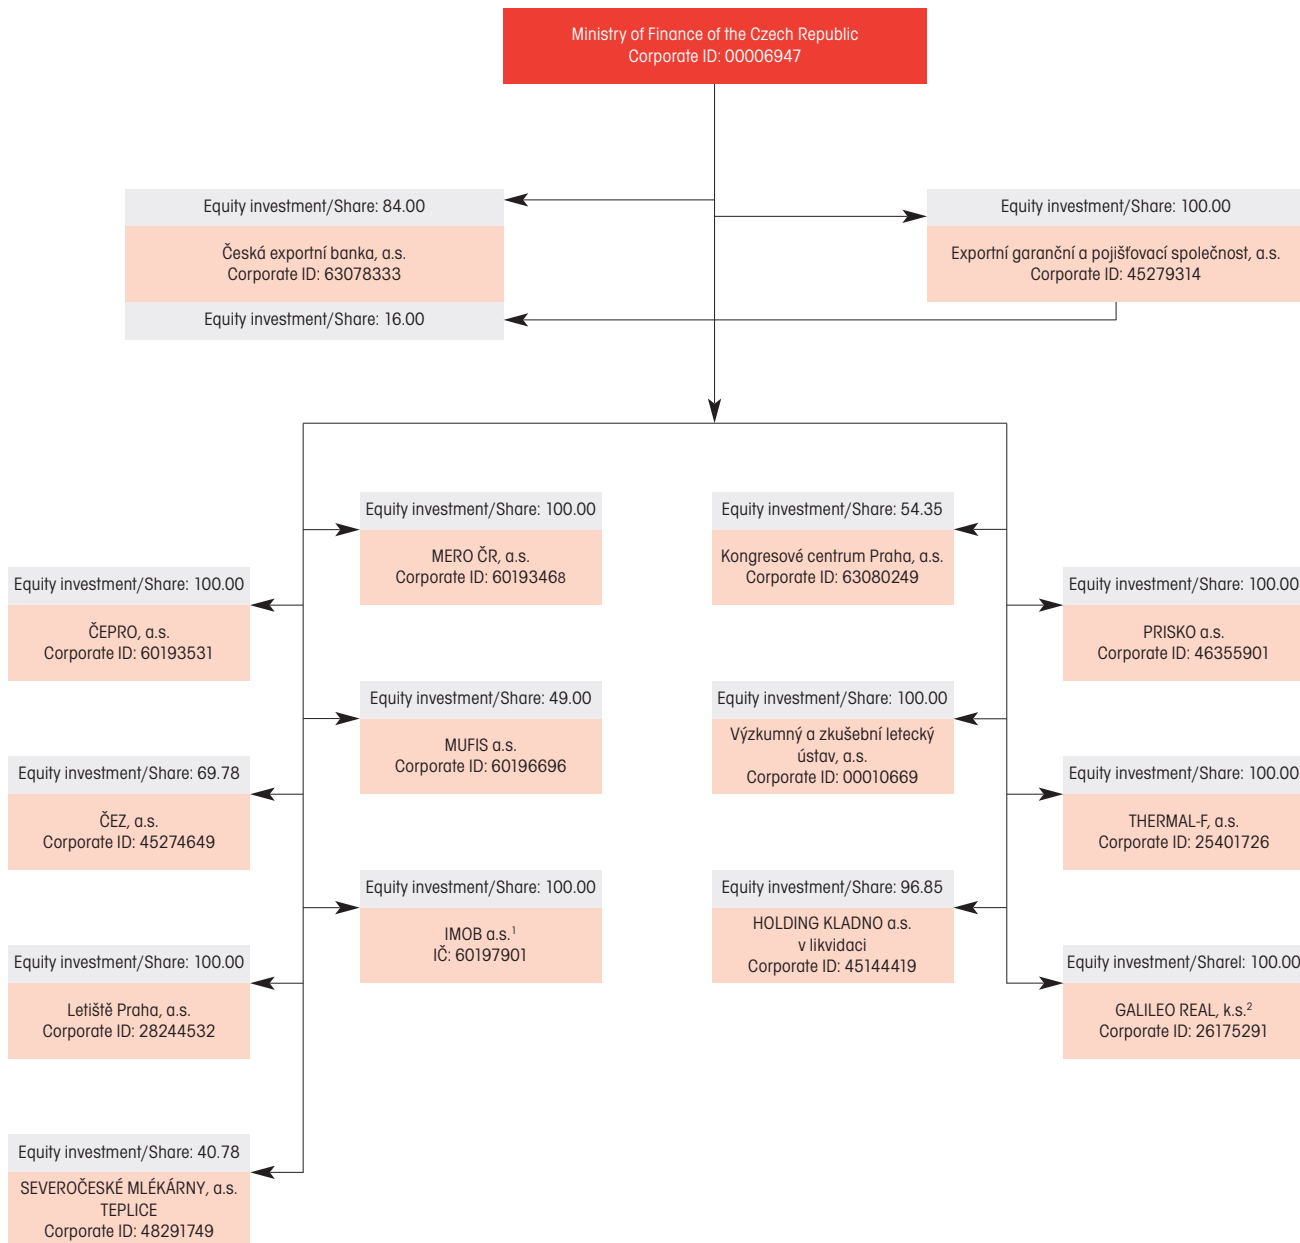 Ministry of Finance of the Czech Republic
Corporate ID: 00006947
Equity investment/Share: 84.00
Česká exportní banka, a.s.
Corporate ID: 63078333
Equity investment/Share: 16.00
Equity investment/Share: 100.00
Exportní garanční a pojišťovací společnost, a.s.
Corporate ID: 45279314
Equity investment/Share: 100.00
MERO ČR, a.s.
Corporate ID: 60193468
Equity investment/Share: 54.35
Kongresové centrum Praha, a.s.
Corporate ID: 63080249
Equity investment/Share: 100.00
ČEPRO, a.s.
Corporate ID: 60193531
Equity investment/Share: 100.00
PRISKO a.s.
Corporate ID: 46355901
Equity investment/Share: 49.00
MUFIS a.s.
Corporate ID: 60196696
Equity investment/Share: 100.00
Výzkumný a zkušební letecký
ústav, a.s.
Corporate ID: 00010669
Equity investment/Share: 69.78
ČEZ, a.s.
Corporate ID: 45274649
Equity investment/Share: 100.00
THERMAL-F, a.s.
Corporate ID: 25401726
Equity investment/Share: 100.00
IMOB a.s.¹
IČ: 60197901
Equity investment/Share: 96.85
HOLDING KLADNO a.s.
v likvidaci
Corporate ID: 45144419
Equity investment/Share: 100.00
Letiště Praha, a.s.
Corporate ID: 28244532
Equity investment/Sharel: 100.00
GALILEO REAL, k.s.²
Corporate ID: 26175291
Equity investment/Share: 40.78
SEVEROČESKÉ MLÉKÁRNY, a.s.
TEPLICE
Corporate ID: 48291749